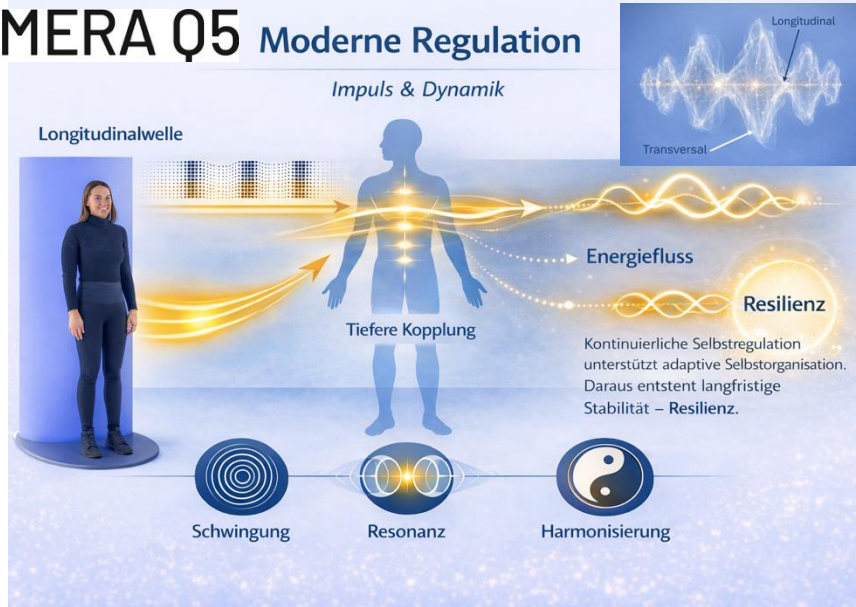 MERA Q5
Moderne Regulation
Impuls & Dynamik
Longitudinal
Transversal
Longitudinalwelle
Tiefere Kopplung
Energiefluss
Resilienz
Kontinuierliche Selbstregulation
unterstützt adaptive Selbstorganisation.
Daraus entstent langfristige
Stabilität – Resilienz.
Schwingung
Resonanz
Harmonisierung